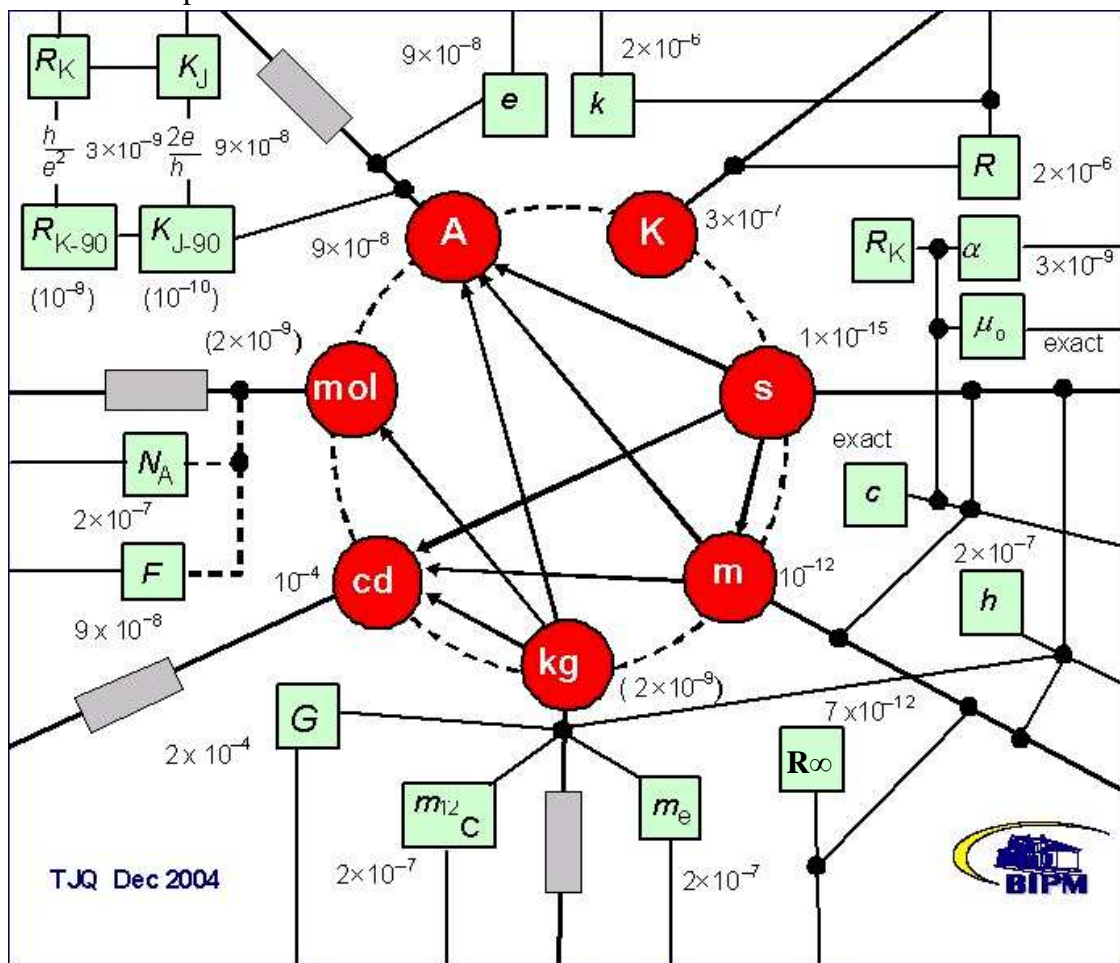 R_K
K_J
9×10⁻⁸
e
2×10⁻⁶
k
h/e²
3×10⁻⁹
2e/h
9×10⁻⁸
R
2×10⁻⁶
R_K-90
K_J-90
(10⁻⁹)
(10⁻¹⁰)
9×10⁻⁸
A
K
3×10⁻⁷
R_K
α
3×10⁻⁹
μ₀
exact
(2×10⁻⁹)
mol
s
1×10⁻¹⁵
N_A
2×10⁻⁷
exact
c
F
9 x 10⁻⁸
10⁻⁴
cd
m
10⁻¹²
2×10⁻⁷
h
kg
( 2×10⁻⁹)
G
2 x 10⁻⁴
7 x10⁻¹²
R∞
m¹²C
mₑ
2×10⁻⁷
2×10⁻⁷
TJQ Dec 2004
BIPM